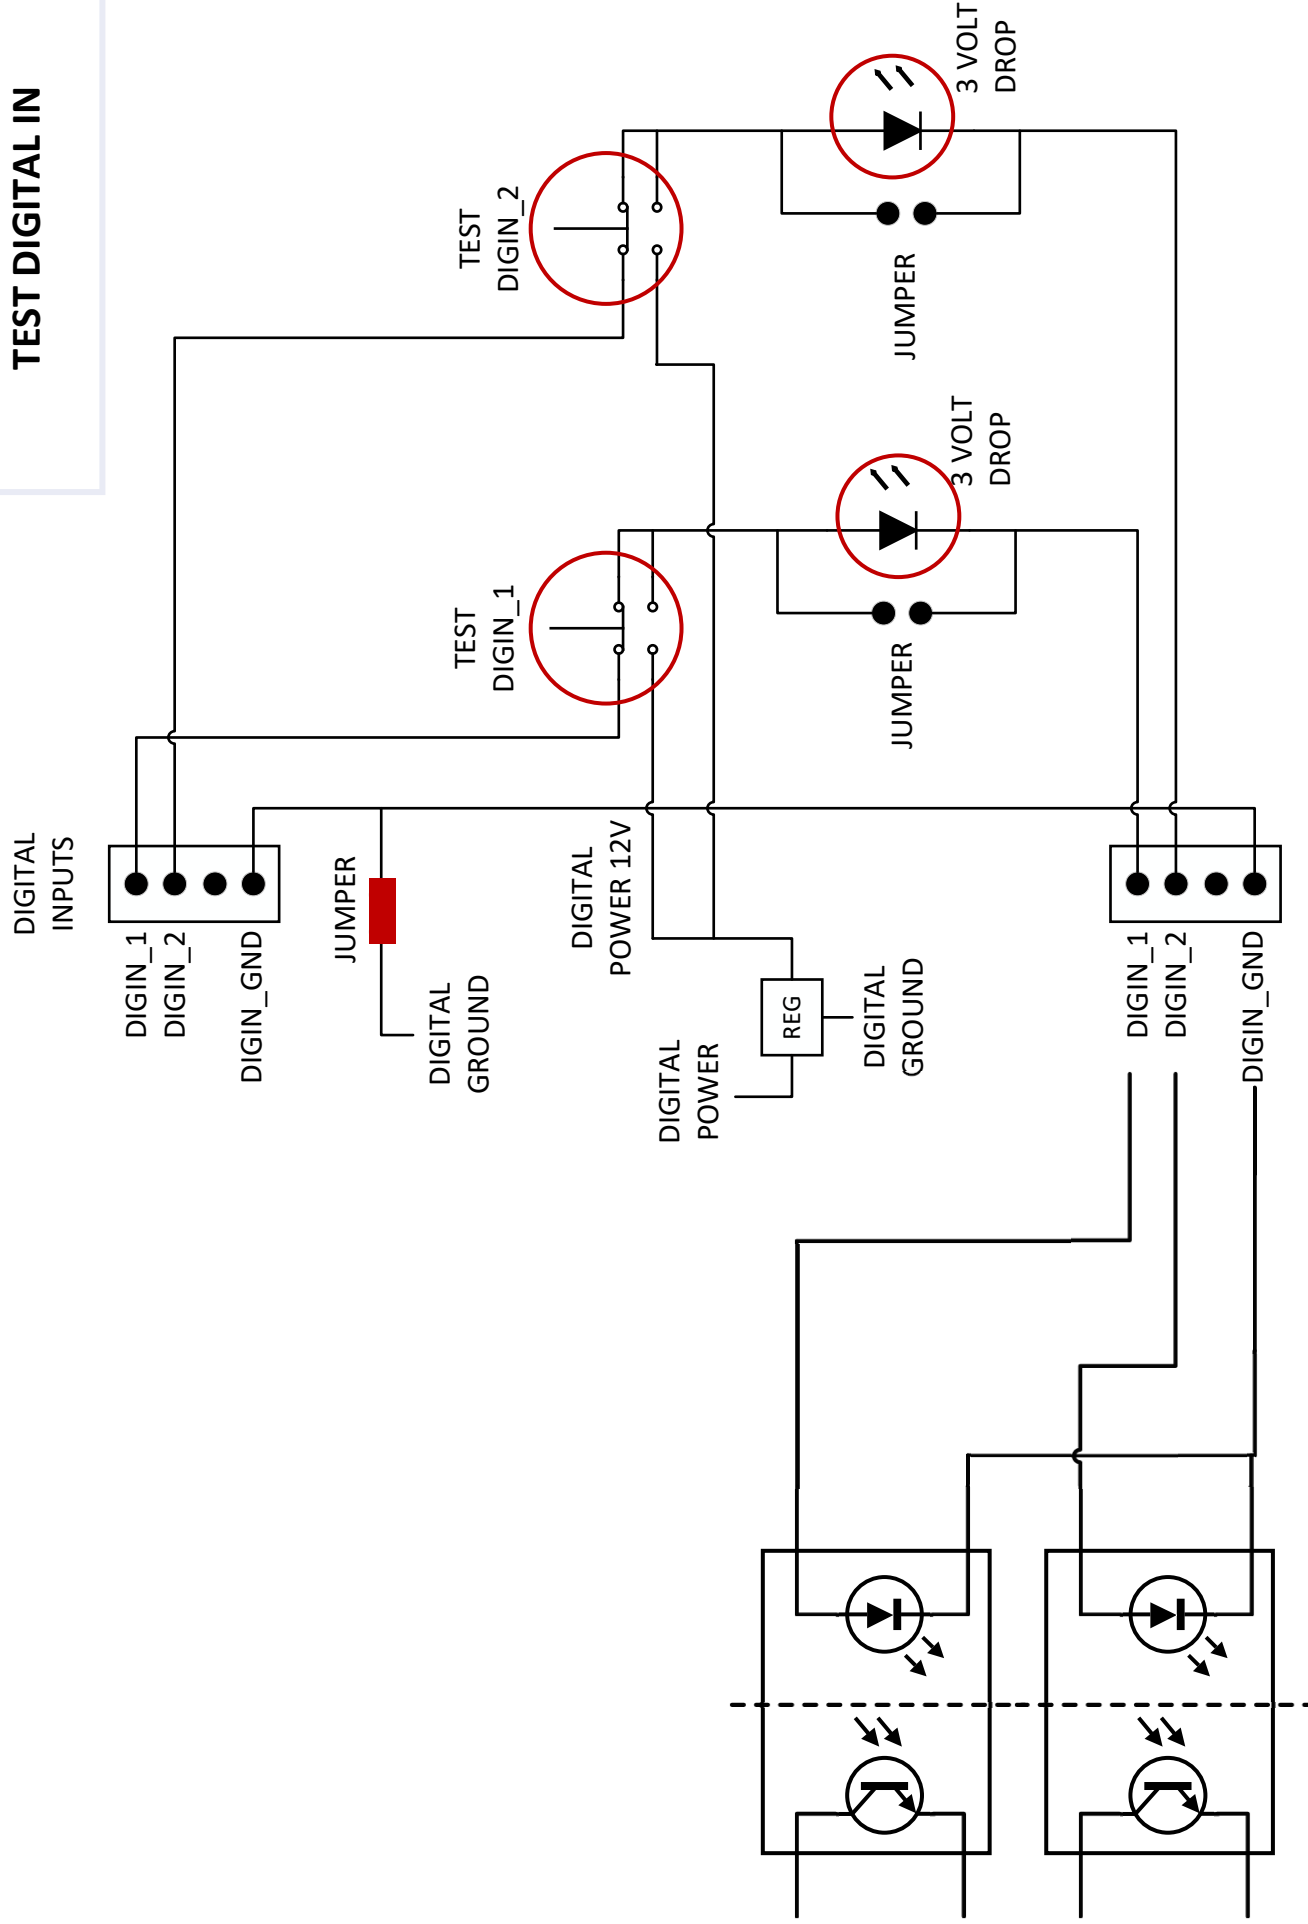 TEST DIGITAL IN
DIGITAL
INPUTS
DIGIN_1
DIGIN_2
DIGIN_GND
JUMPER
DIGITAL
GROUND
TEST
DIGIN_1
TEST
DIGIN_2
DIGITAL
POWER 12V
DIGITAL
POWER
REG
DIGITAL
GROUND
JUMPER
3 VOLT
DROP
JUMPER
3 VOLT
DROP
DIGIN_1
DIGIN_2
DIGIN_GND